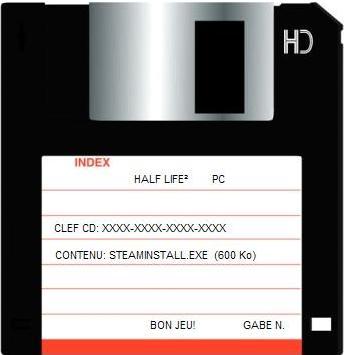 HD
INDEX
HALF LIFE² PC
CLEF CD: XXXX-XXXX-XXXX-XXXX
CONTENU: STEAMINSTALL.EXE (600 Ko)
BON JEU! GABE N.